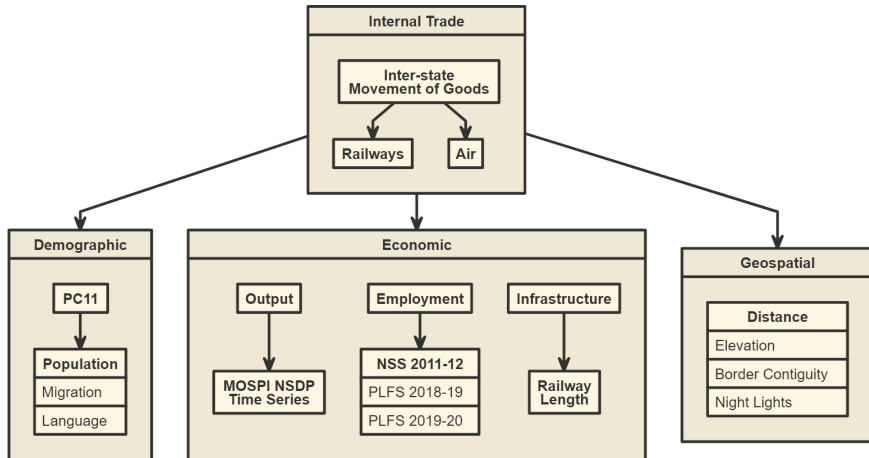 Internal Trade
Inter-state
Movement of Goods
Railways
Air
Demographic
PC11
Population
Migration
Language
Economic
Output
MOSPI NSDP
Time Series
Employment
NSS 2011-12
PLFS 2018-19
PLFS 2019-20
Infrastructure
Railway
Length
Geospatial
Distance
Elevation
Border Contiguity
Night Lights